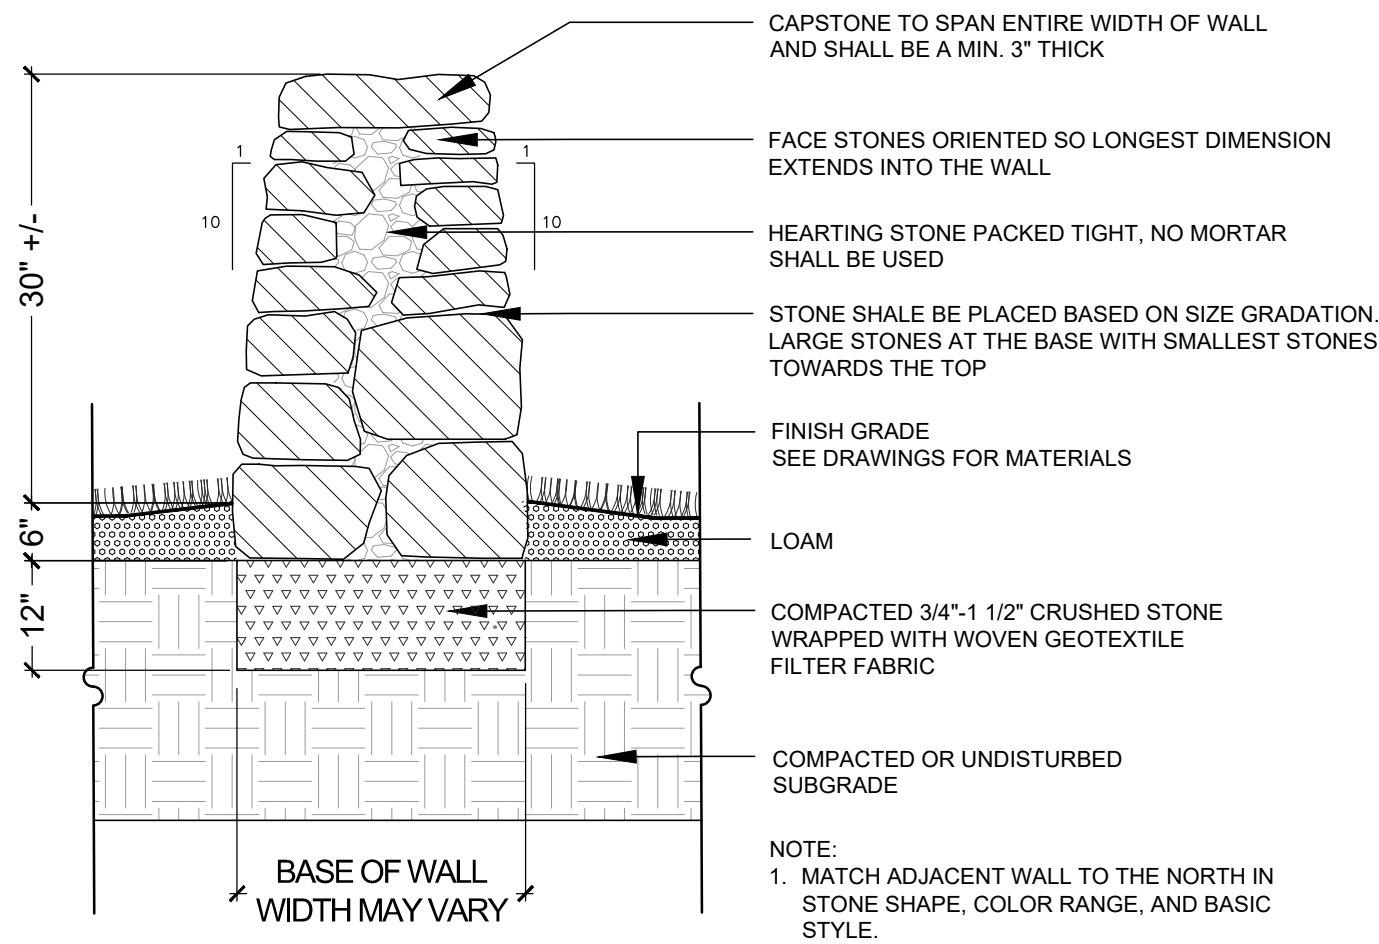 CAPSTONE TO SPAN ENTIRE WIDTH OF WALL
AND SHALL BE A MIN. 3" THICK
FACE STONES ORIENTED SO LONGEST DIMENSION
EXTENDS INTO THE WALL
1
1
10
10
HEARTING STONE PACKED TIGHT, NO MORTAR
SHALL BE USED
30" +/-
STONE SHALE BE PLACED BASED ON SIZE GRADATION.
LARGE STONES AT THE BASE WITH SMALLEST STONES
TOWARDS THE TOP
FINISH GRADE
SEE DRAWINGS FOR MATERIALS
6"
LOAM
12"
COMPACTED 3/4"-1 1/2" CRUSHED STONE
WRAPPED WITH WOVEN GEOTEXTILE
FILTER FABRIC
COMPACTED OR UNDISTURBED
SUBGRADE
BASE OF WALL
WIDTH MAY VARY
NOTE:
1. MATCH ADJACENT WALL TO THE NORTH IN
STONE SHAPE, COLOR RANGE, AND BASIC
STYLE.